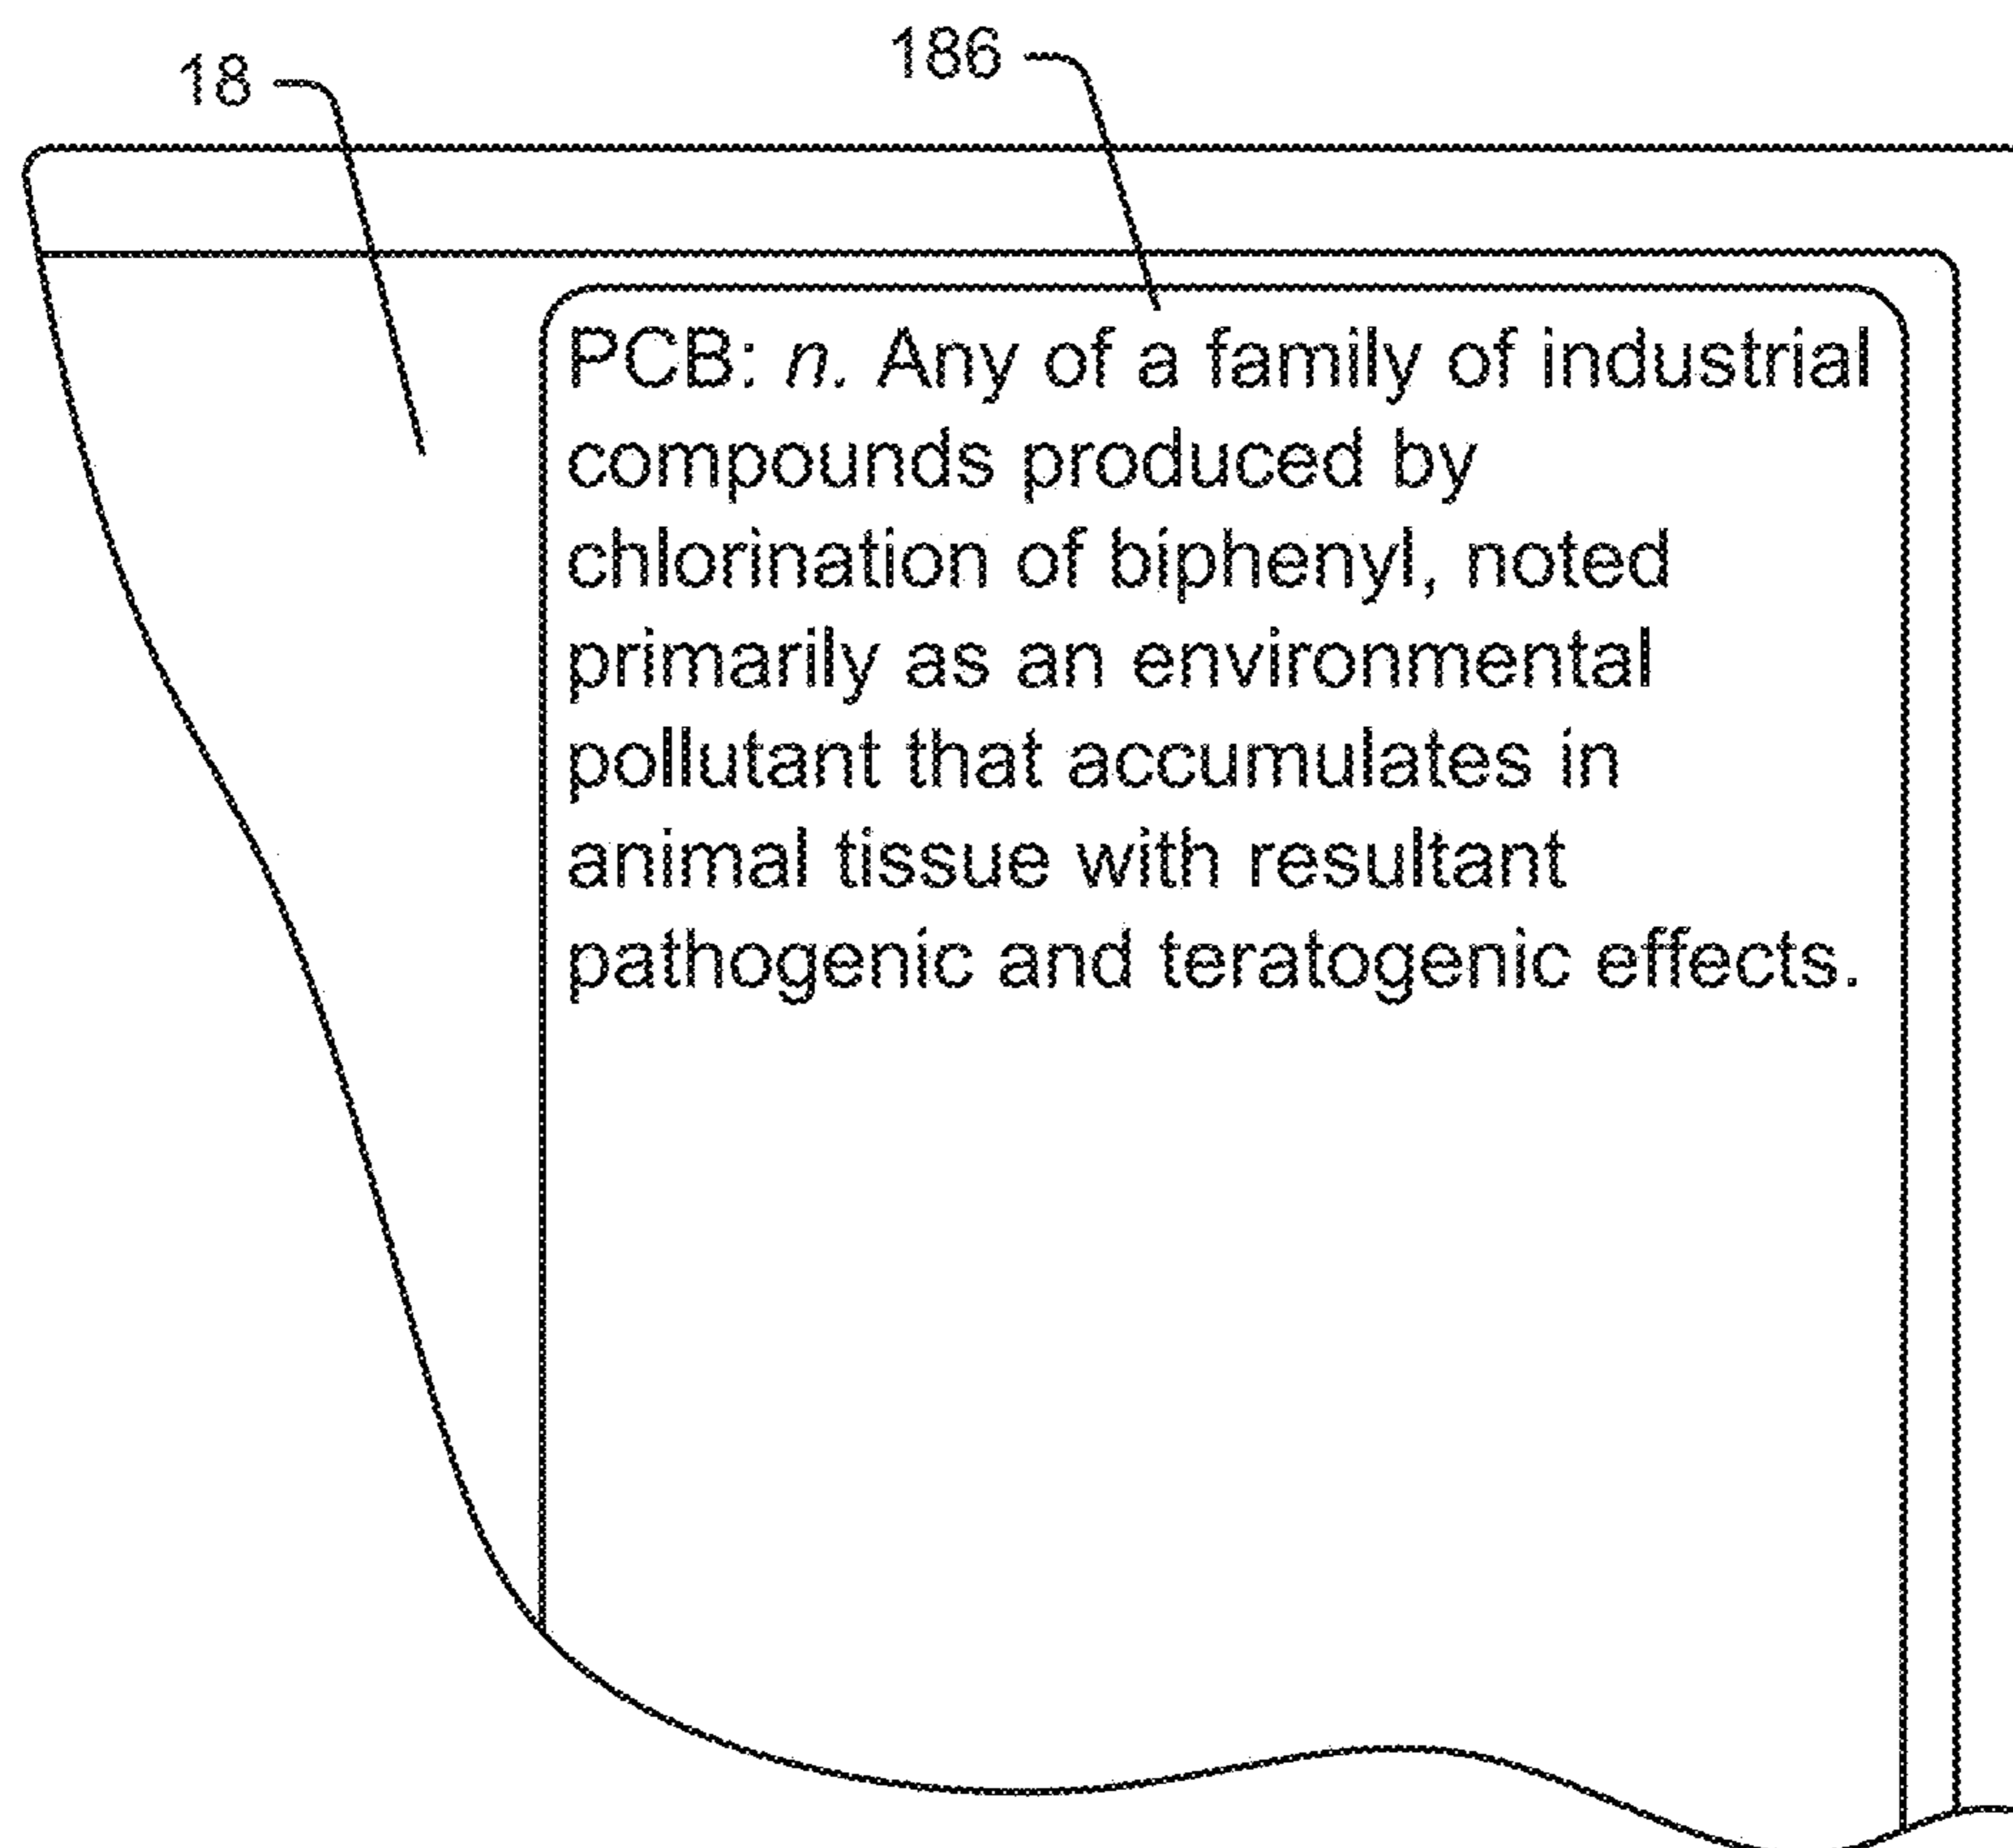 18
186
PCB: n. Any of a family of industrial
compounds produced by
chlorination of biphenyl, noted
primarily as an environmental
pollutant that accumulates in
animal tissue with resultant
pathogenic and teratogenic effects.